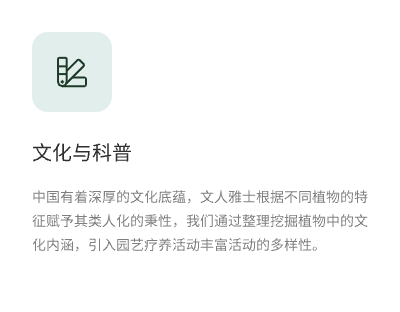 文化与科普
中国有着深厚的文化底蕴，文人雅士根据不同植物的特
征赋予其类人化的秉性，我们通过整理挖掘植物中的文
化内涵，引入园艺疗养活动丰富活动的多样性。